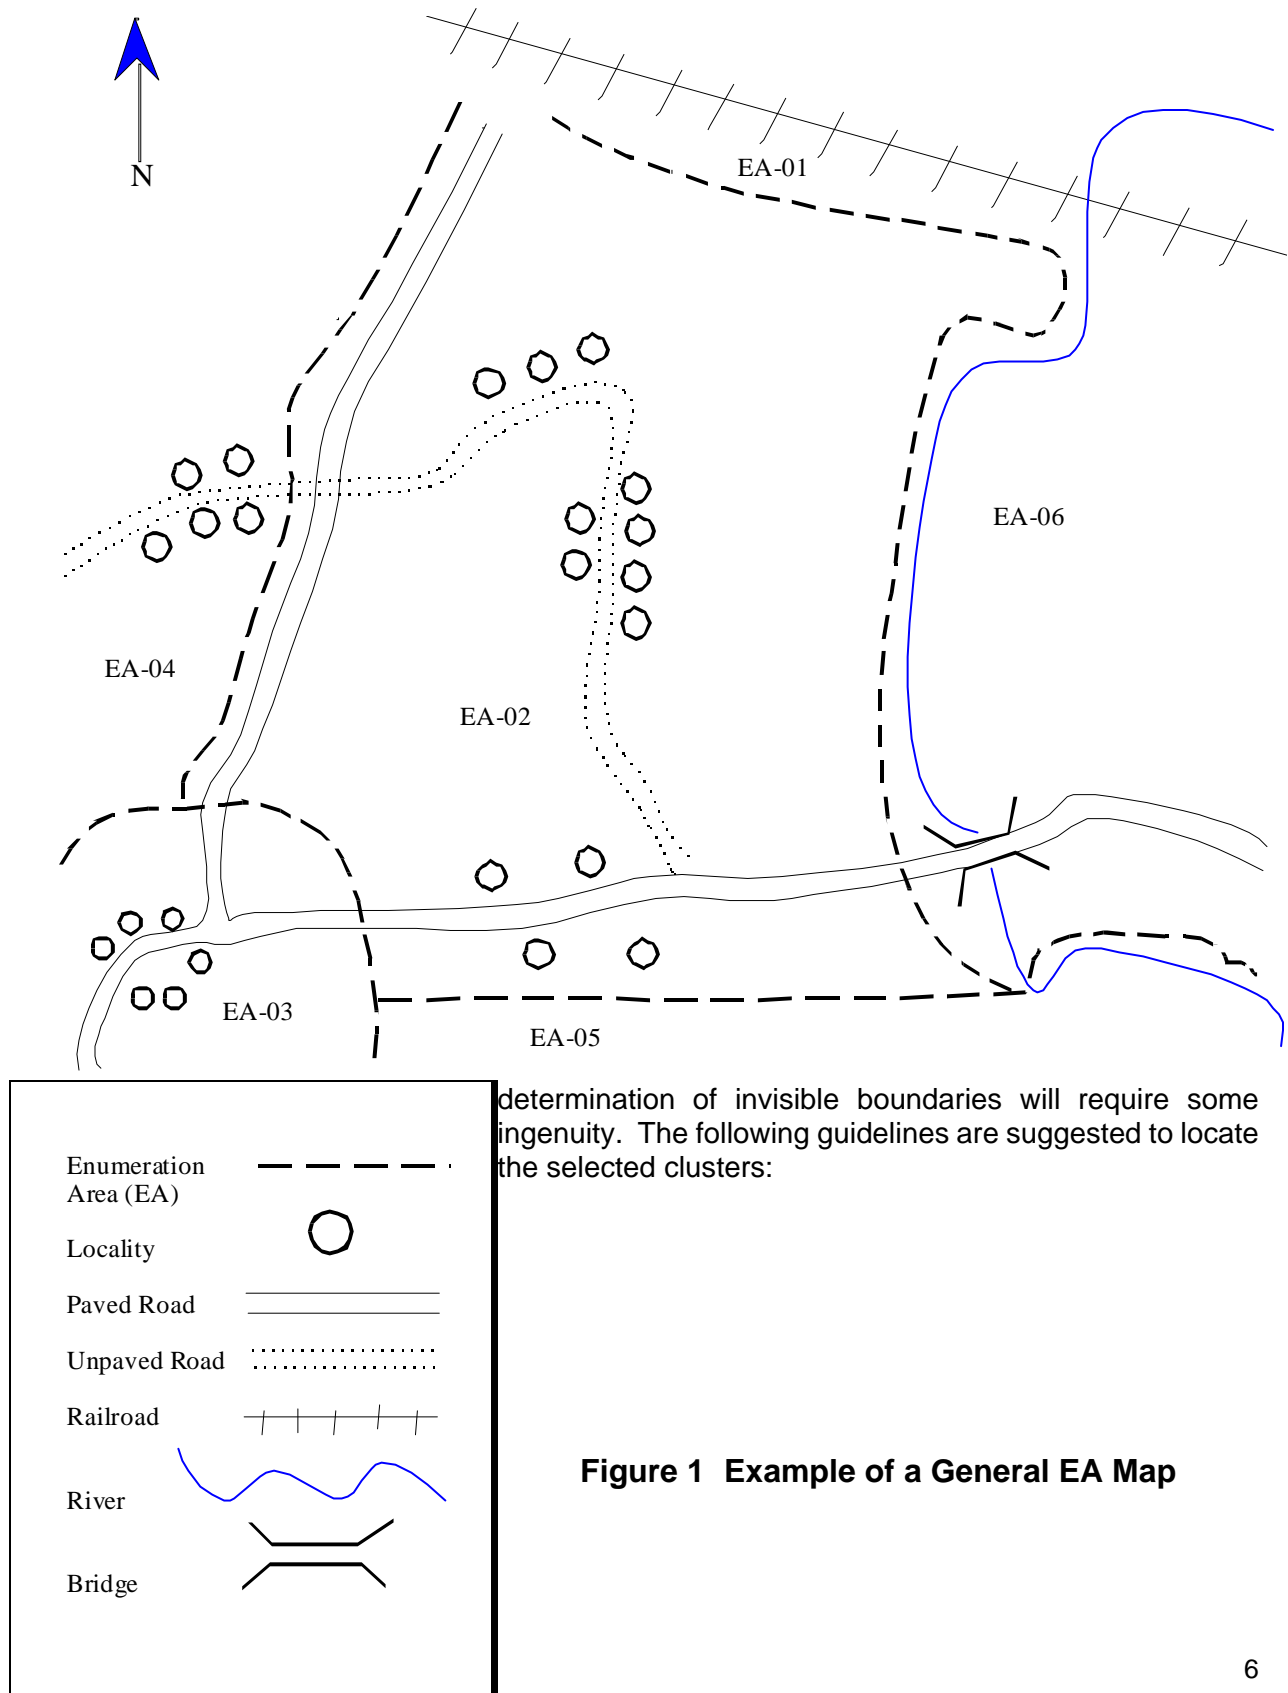 N
EA-01
EA-06
EA-04
EA-02
EA-03
EA-05
determination of invisible boundaries will require some
ingenuity. The following guidelines are suggested to locate
the selected clusters:
Enumeration
Area (EA)
Locality
Paved Road
Unpaved Road
Railroad
River
Bridge
Figure 1 Example of a General EA Map
6